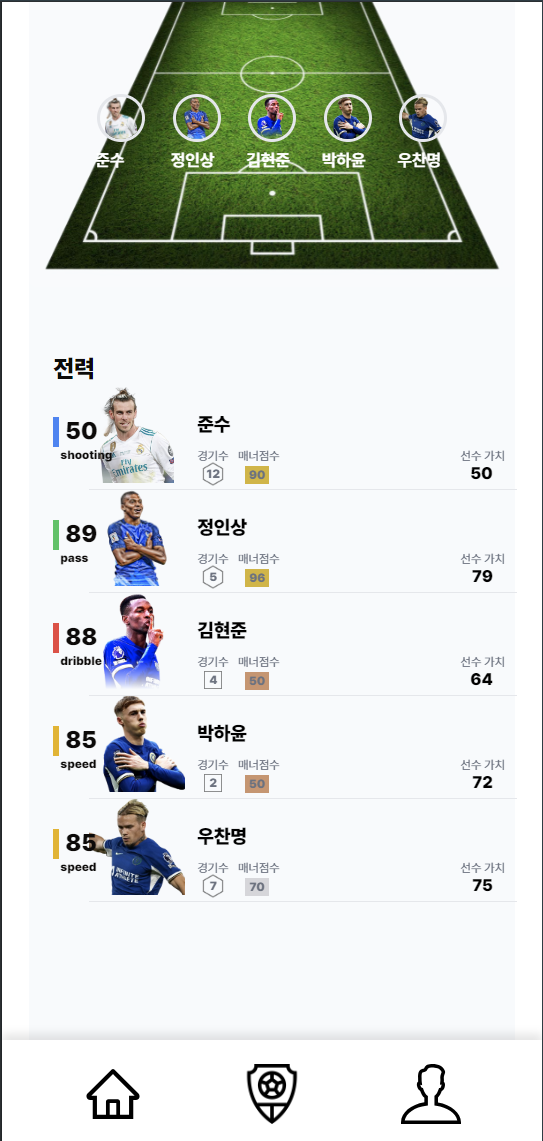 준수 정인상 김현준 박하윤 우찬명
전력
50 준수
shooting 경기수 매너점수 선수 가치
Fly Emirates
12 90 50
89 정인상
pass 경기수 매너점수 선수 가치
5 96 79
88 김현준
dribble 경기수 매너점수 선수 가치
4 50 64
85 박하윤
speed 경기수 매너점수 선수 가치
2 50 72
85 우찬명
speed 경기수 매너점수 선수 가치
7 70 75